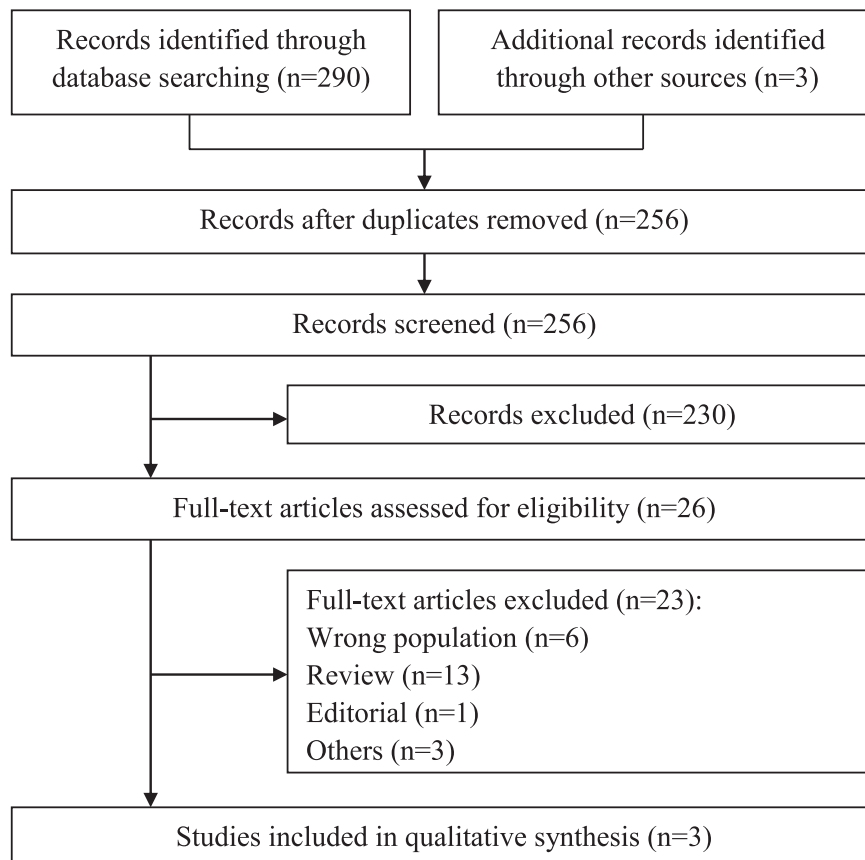 Records identified through
database searching (n=290)
Additional records identified
through other sources (n=3)
Records after duplicates removed (n=256)
Records screened (n=256)
Records excluded (n=230)
Full-text articles assessed for eligibility (n=26)
Full-text articles excluded (n=23):
Wrong population (n=6)
Review (n=13)
Editorial (n=1)
Others (n=3)
Studies included in qualitative synthesis (n=3)